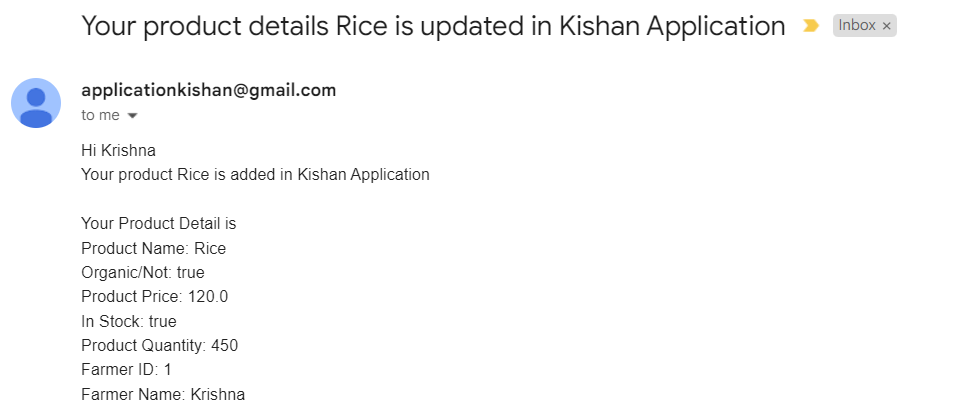 Your product details Rice is updated in Kishan Application
Inbox ×
applicationkishan@gmail.com
to me
Hi Krishna
Your product Rice is added in Kishan Application
Your Product Detail is
Product Name: Rice
Organic/Not: true
Product Price: 120.0
In Stock: true
Product Quantity: 450
Farmer ID: 1
Farmer Name: Krishna